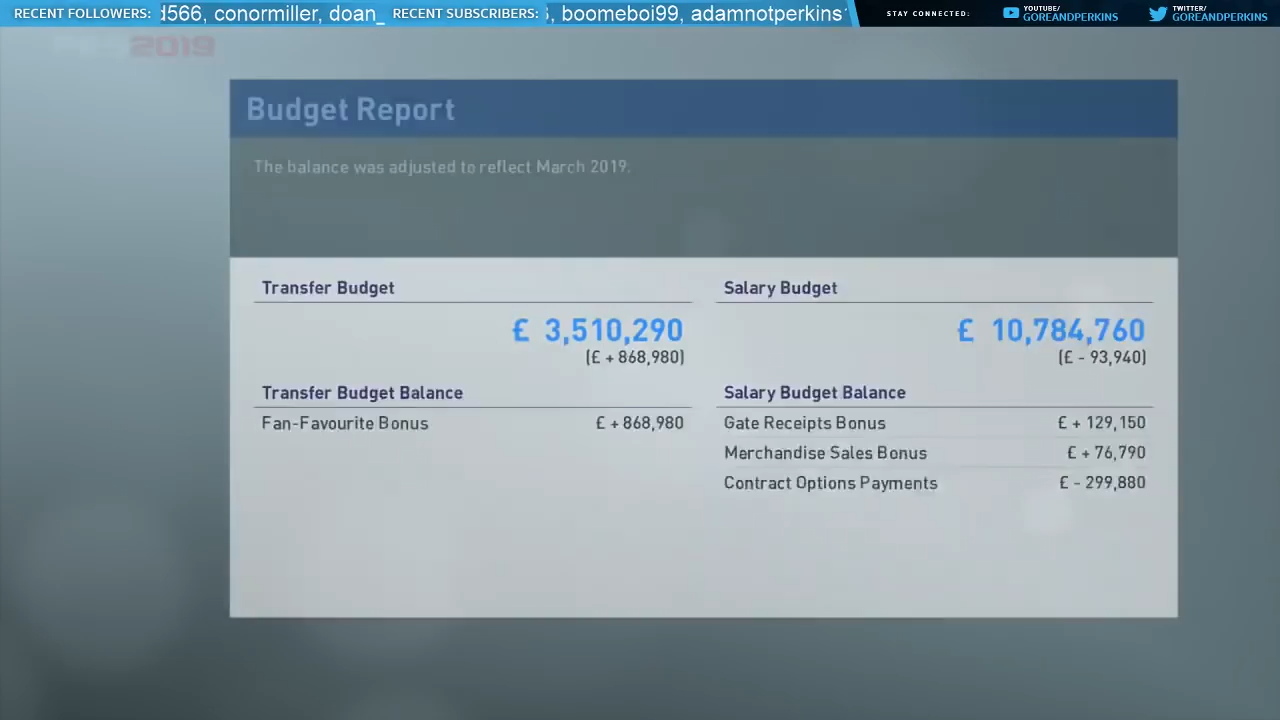 RECENT FOLLOWERS: d566, conormiller, doan_ RECENT SUBSCRIBERS: boomeboi99, adamnotperkins STAY CONNECTED: YOUTUBE/ GOREANDPERKINS TWITTER/ GOREANDPERKINS
2019
Budget Report
The balance was adjusted to reflect March 2019.
Transfer Budget
£ 3,510,290
(£ + 868,980)
Transfer Budget Balance
Fan-Favourite Bonus £ + 868,980
Salary Budget
£ 10,784,760
(£ - 93,940)
Salary Budget Balance
Gate Receipts Bonus £ + 129,150
Merchandise Sales Bonus £ + 76,790
Contract Options Payments £ - 299,880